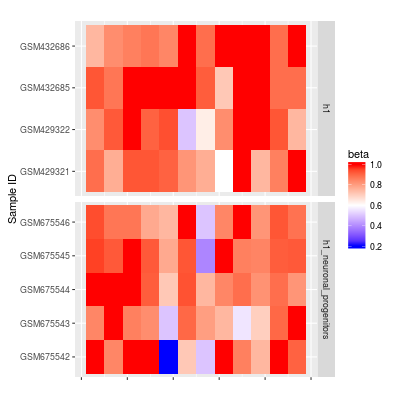 GSM432686
GSM432685
GSM429322
GSM429321
h1
GSM675546
GSM675545
GSM675544
GSM675543
GSM675542
h1_neuronal_progenitors
Sample ID
beta
1.0
0.8
0.6
0.4
0.2